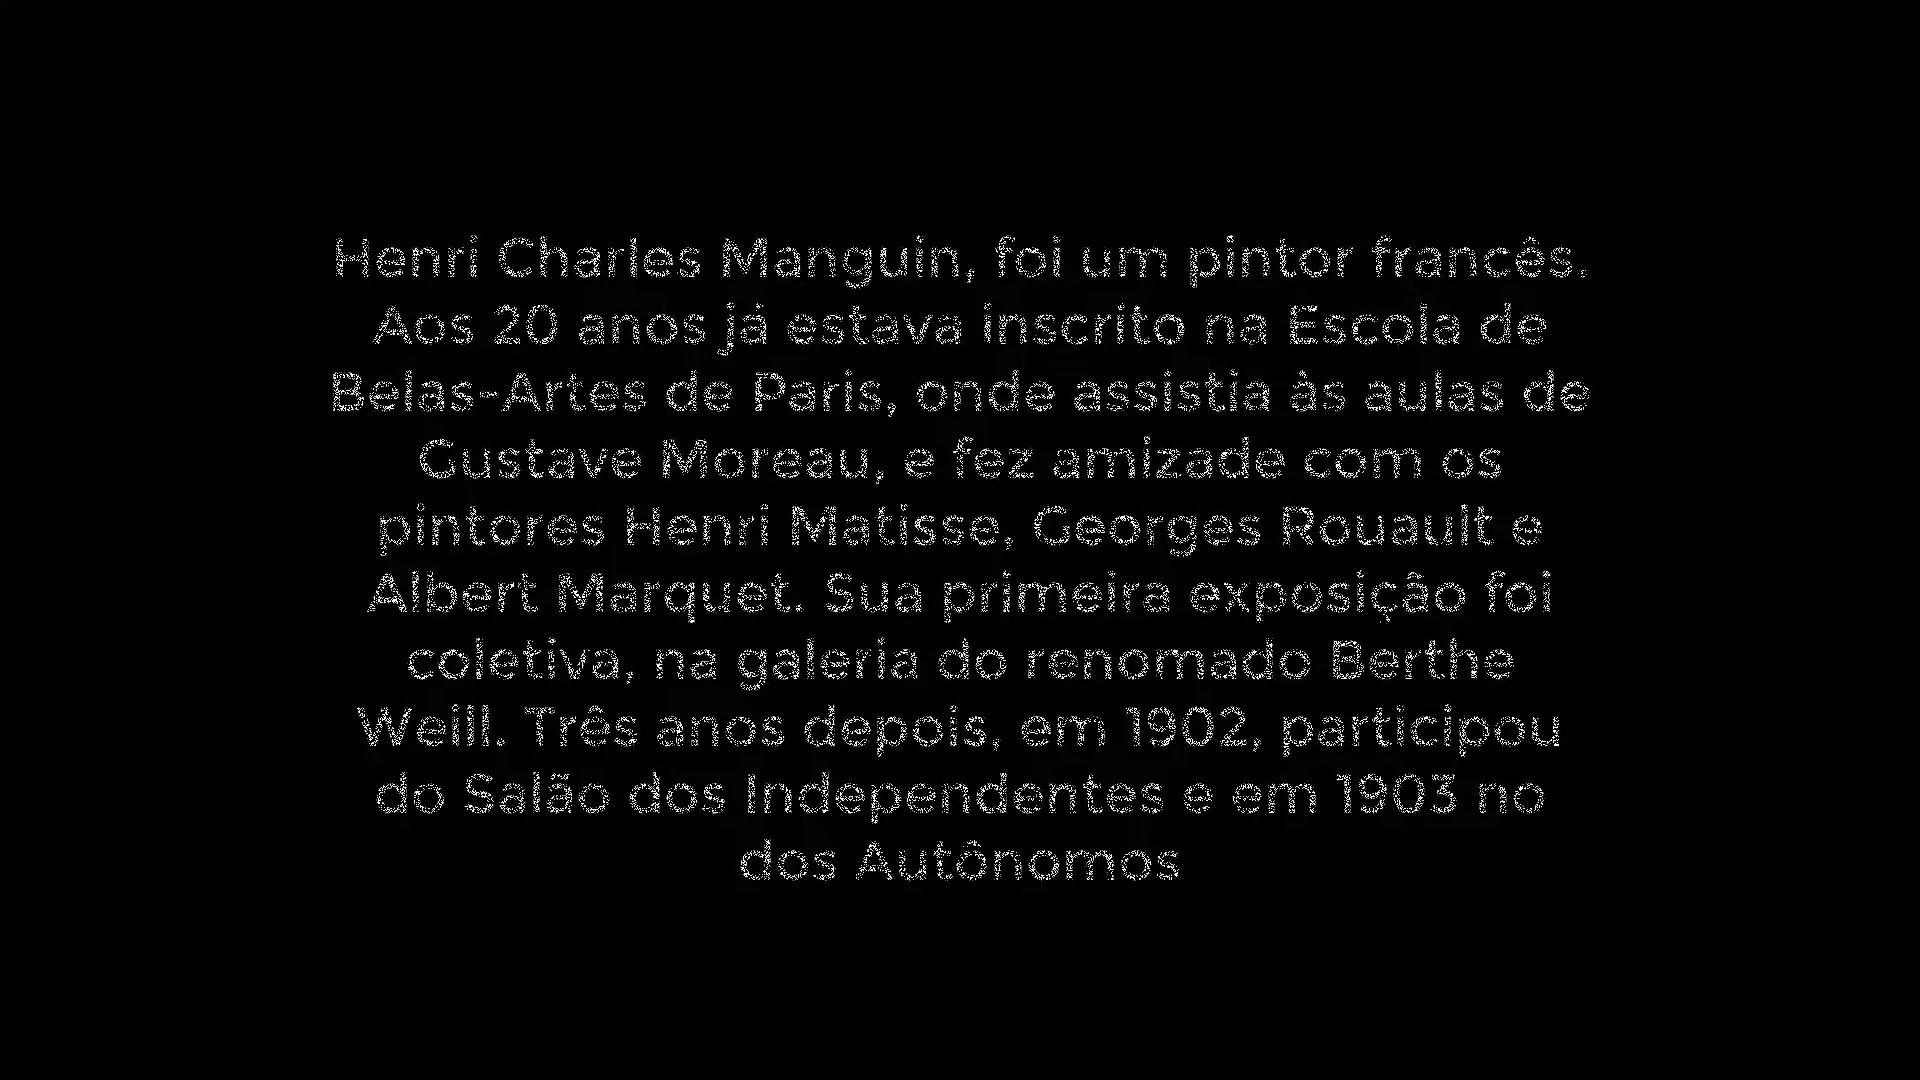 Henri Charles Manguin, foi um pintor francês.
Aos 20 anos já estava inscrito na Escola de
Belas-Artes de Paris, onde assistia às aulas de
Gustave Moreau, e fez amizade com os
pintores Henri Matisse, Georges Rouault e
Albert Marquet. Sua primeira exposição foi
coletiva, na galeria do renomado Berthe
Weill. Três anos depois, em 1902, participou
do Salão dos Independentes e em 1903 no
dos Autônomos